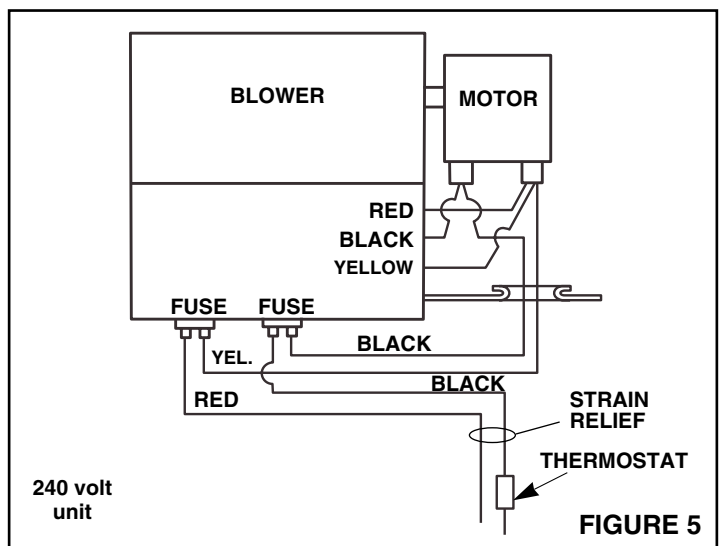 BLOWER
MOTOR
RED
BLACK
YELLOW
FUSE FUSE
BLACK
YEL.
BLACK
RED
STRAIN
RELIEF
THERMOSTAT
240 volt
unit
FIGURE 5